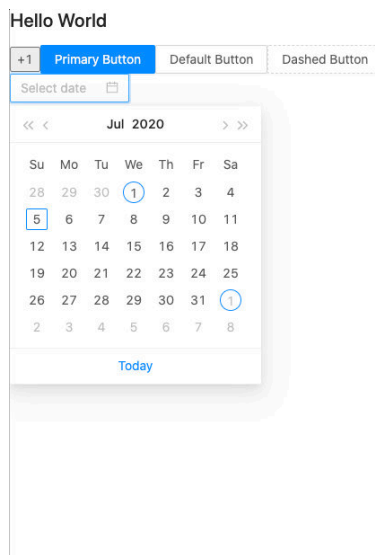 Hello World
+1 Primary Button Default Button Dashed Button
Select date
Jul 2020
Su Mo Tu We Th Fr Sa
28 29 30 1 2 3 4
5 6 7 8 9 10 11
12 13 14 15 16 17 18
19 20 21 22 23 24 25
26 27 28 29 30 31 1
2 3 4 5 6 7 8
Today